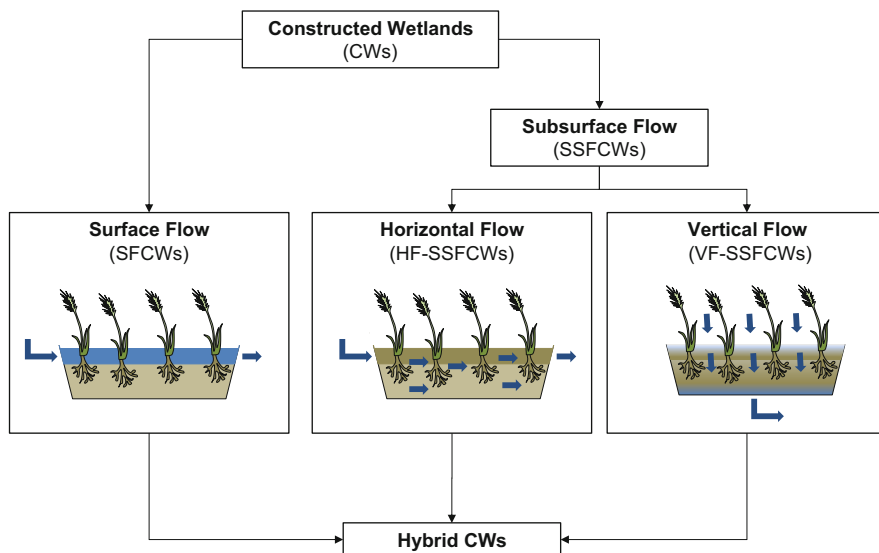 Constructed Wetlands
(CWs)
Subsurface Flow
(SSFCWs)
Surface Flow
(SFCWs)
Horizontal Flow
(HF-SSFCWs)
Vertical Flow
(VF-SSFCWs)
Hybrid CWs